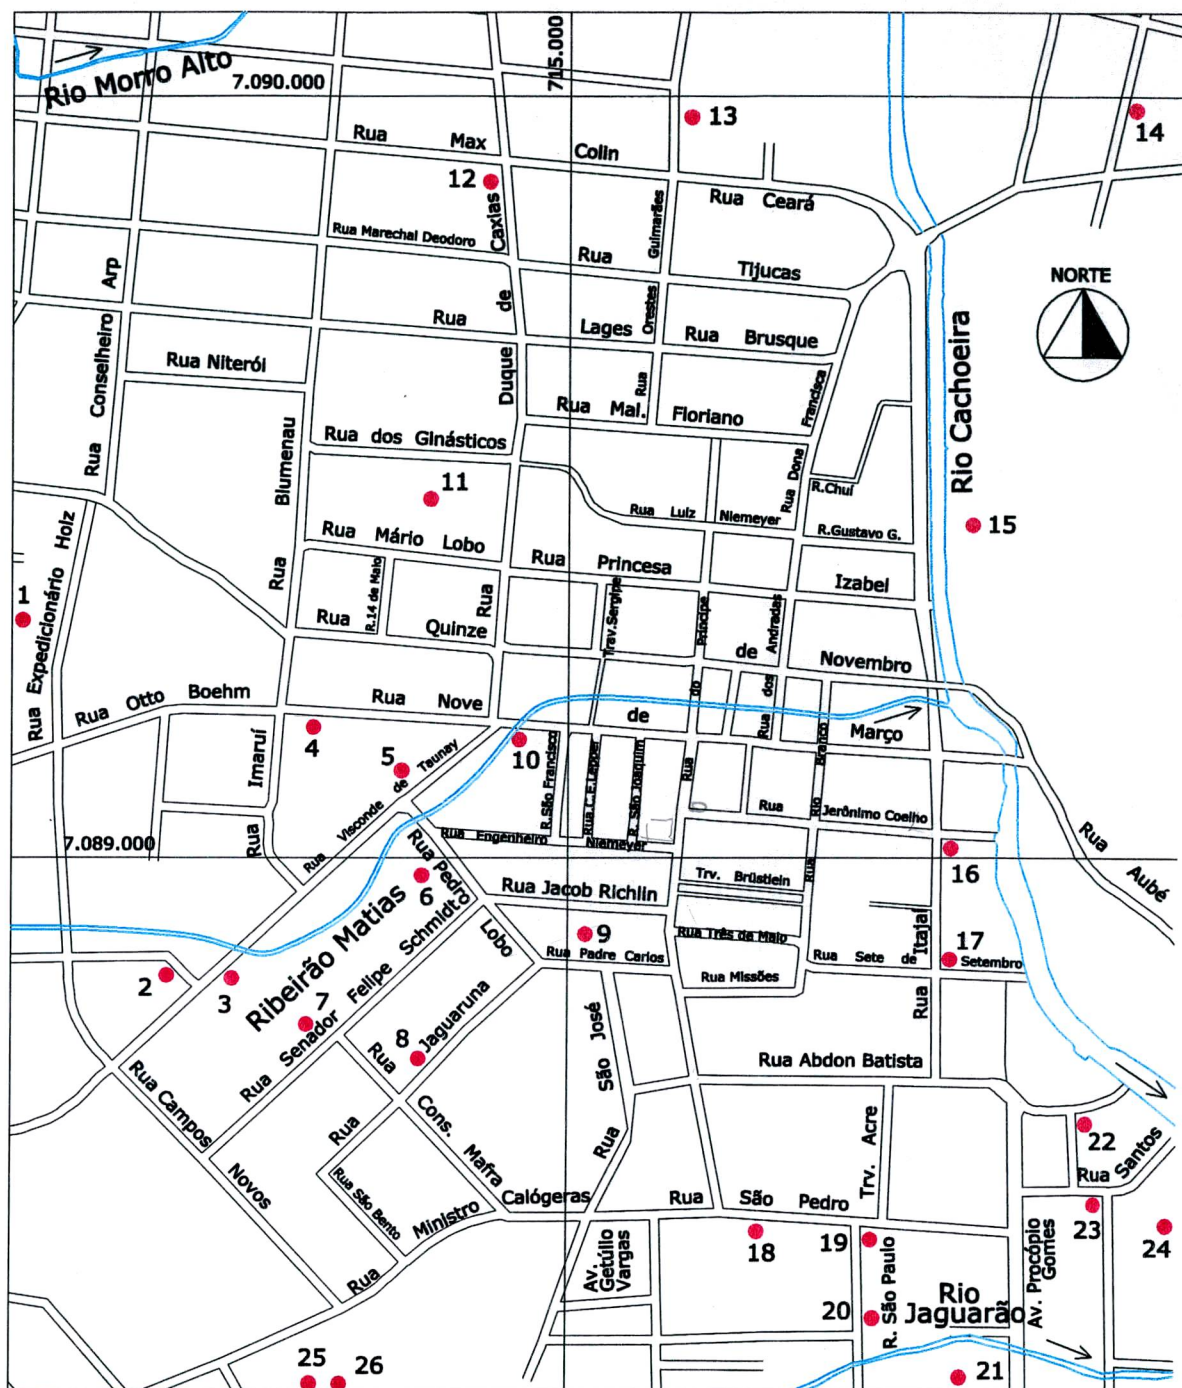 Rio Morro Alto
7.090.000
715.000
13
14
Rua Max Colin
12
Rua Ceará
Rua Marechal Deodoro
Rua Tijucas
Rua Orestes Guimarães
NORTE
Rua Conselheiro Arp
Rua Duque de Caxias
Rua Lages
Rua Brusque
Rua Niterói
Rua Mal. Floriano
Rua Dona Francisca
Rio Cachoeira
Rua Blumenau
Rua dos Ginásticos
11
R.Chuí
Rua Luiz Niemeyer
15
R.Gustavo G.
Rua Mário Lobo
Rua Princesa Izabel
Rua Expedicionário Holz
1
R.14 de Maio
Trav.Sergipe
Rua do Príncipe
Rua dos Andradas
Rua Quinze de Novembro
Rua Otto Boehm
Rua Nove de Março
4
5
10
Rua Imaruí
Rua Visconde de Taunay
R.São Francisco
Rua.C.E.Lepper
R. São Joaquim
Rua Rio Branco
Rua Jerônimo Coelho
7.089.000
Rua Engenheiro Niemeyer
Rua Aubé
16
Rua Pedro Lobo
6
Trv. Brüstlein
Rua Jacob Richlin
Ribeirão Matias
9
Rua Três de Maio
Rua Padre Carlos
Rua Itajaí
17
Rua Sete de Setembro
2
3
Rua Missões
Rua Senador Felipe Schmidt
7
8
Rua Jaguaruna
Rua São José
Rua Abdon Batista
Rua Campos Novos
Rua Cons. Mafra
Trv. Acre
22
Rua Santos
Rua São Bento
Rua Ministro Calógeras
Rua São Pedro
23
24
18
19
Av. Getúlio Vargas
R. São Paulo
Av. Procópio Gomes
20
Rio Jaguarão
25
26
21